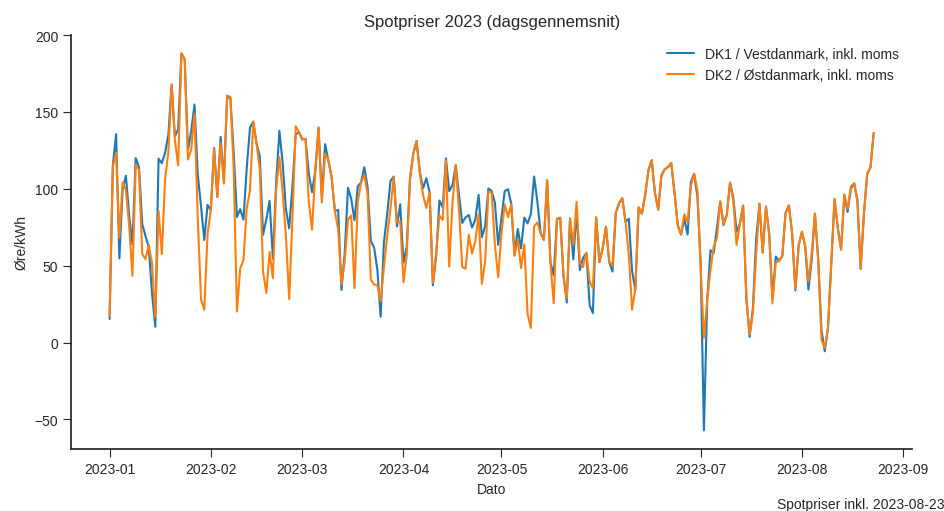 Spotpriser 2023 (dagsgennemsnit)
DK1 / Vestdanmark, inkl. moms
DK2 / Østdanmark, inkl. moms
Øre/kWh
200
150
100
50
0
−50
2023-01 2023-02 2023-03 2023-04 2023-05 2023-06 2023-07 2023-08 2023-09
Dato
Spotpriser inkl. 2023-08-23